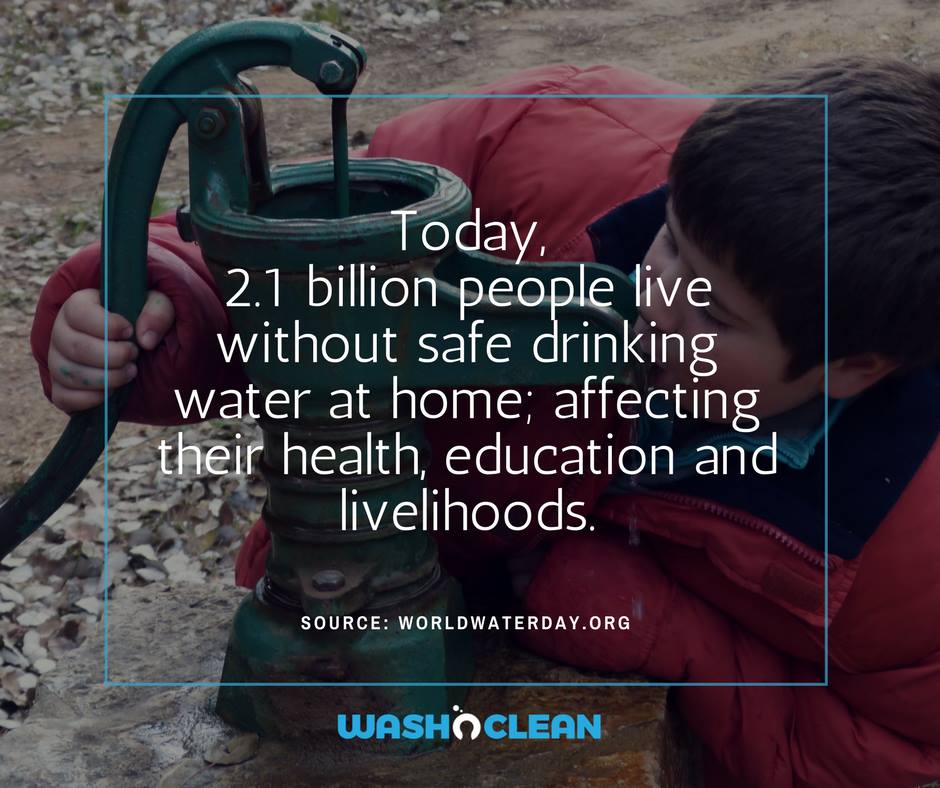 Today,
2.1 billion people live
without safe drinking
water at home; affecting
their health, education and
livelihoods.
SOURCE: WORLDWATERDAY.ORG
WASH CLEAN